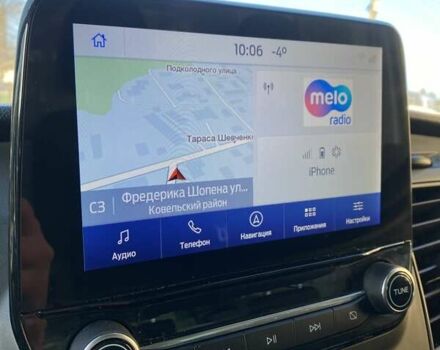 10:06 -4°
Подколодного улица
Тараса Шевченк
melo
radio
iPhone
СЗ
Фредерика Шопена ул...
Ковельский район
Аудио
Телефон
Навигация
Приложения
Настройки
TUNE